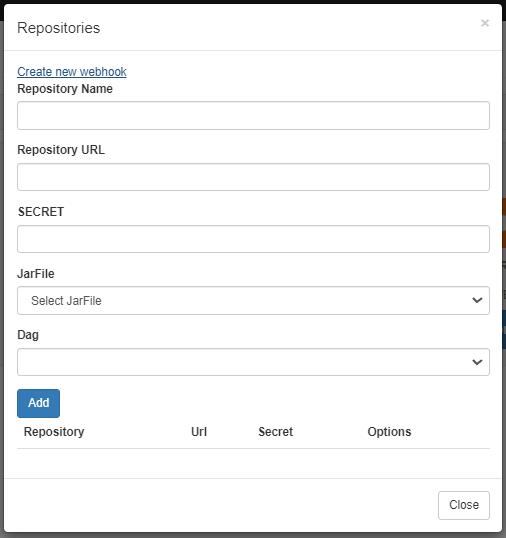 Repositories
×
Create new webhook
Repository Name
Repository URL
SECRET
JarFile
Select JarFile
Dag
Add
Repository Url Secret Options
Close